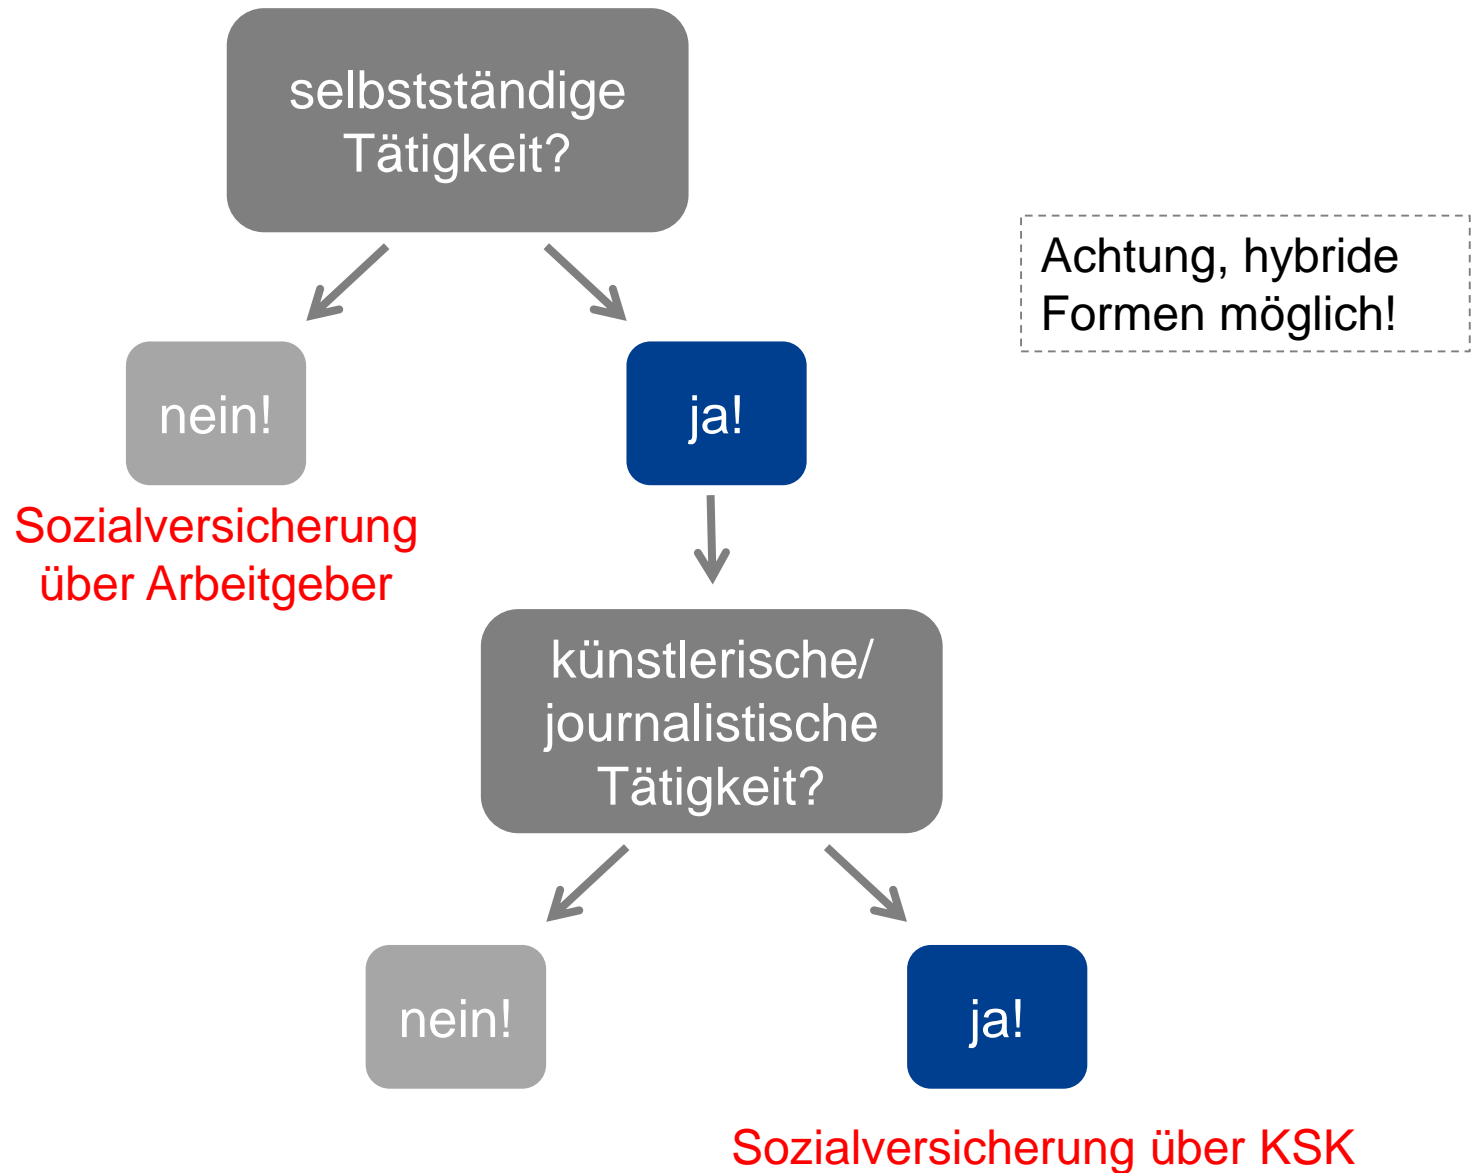 selbstständige
Tätigkeit?
Achtung, hybride
Formen möglich!
nein!
ja!
Sozialversicherung
über Arbeitgeber
künstlerische/
journalistische
Tätigkeit?
nein!
ja!
Sozialversicherung über KSK